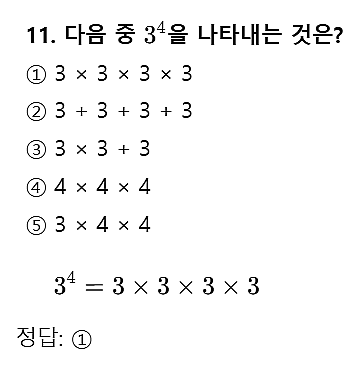 11. 다음 중 3⁴을 나타내는 것은?
① 3 × 3 × 3 × 3
② 3 + 3 + 3 + 3
③ 3 × 3 + 3
④ 4 × 4 × 4
⑤ 3 × 4 × 4
3⁴ = 3 × 3 × 3 × 3
정답: ①